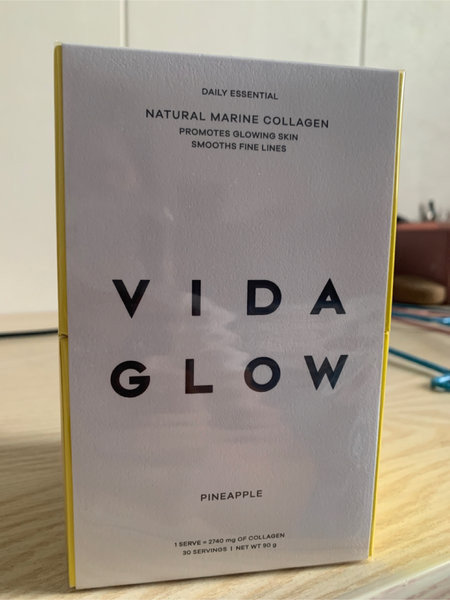 DAILY ESSENTIAL
NATURAL MARINE COLLAGEN
PROMOTES GLOWING SKIN
SMOOTHS FINE LINES
VIDA
GLOW
PINEAPPLE
1 SERVE = 2740 mg OF COLLAGEN
30 SERVINGS | NET WT 90 g